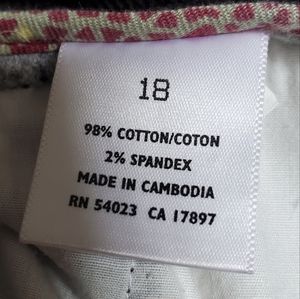 18
98% COTTON/COTON
2% SPANDEX
MADE IN CAMBODIA
RN 54023 CA 17897